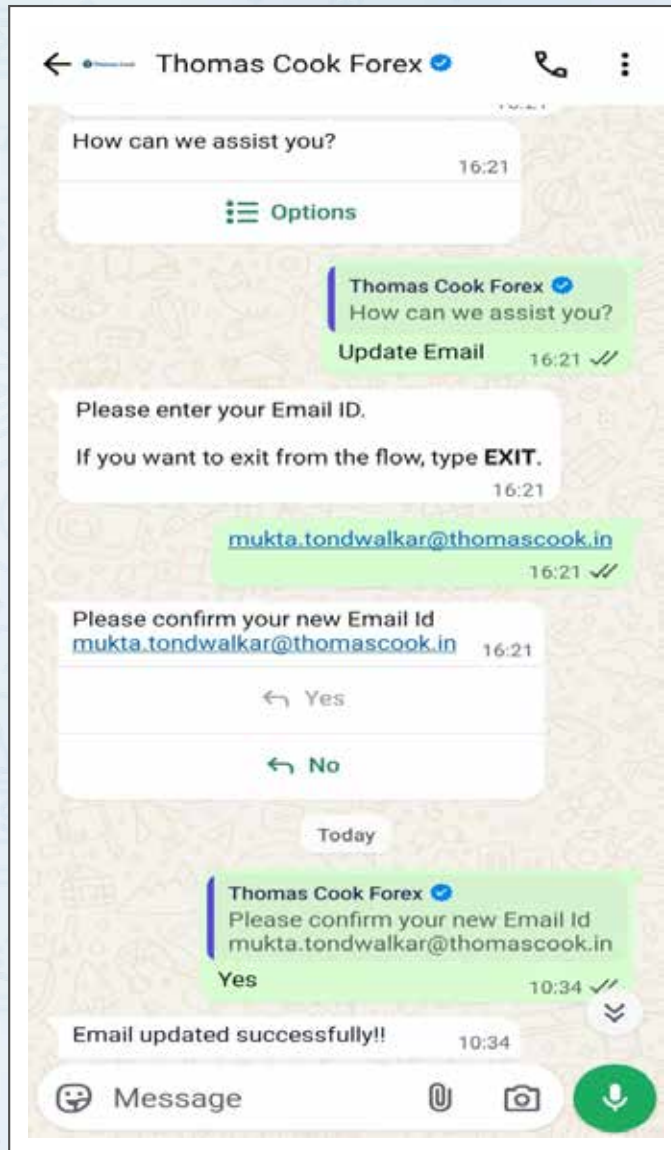 Thomas Cook Forex
How can we assist you?
16:21
Options
Thomas Cook Forex
How can we assist you?
Update Email 16:21
Please enter your Email ID.
If you want to exit from the flow, type EXIT.
16:21
mukta.tondwalkar@thomascook.in
16:21
Please confirm your new Email Id
mukta.tondwalkar@thomascook.in 16:21
Yes
No
Today
Thomas Cook Forex
Please confirm your new Email Id
mukta.tondwalkar@thomascook.in
Yes 10:34
Email updated successfully!! 10:34
Message